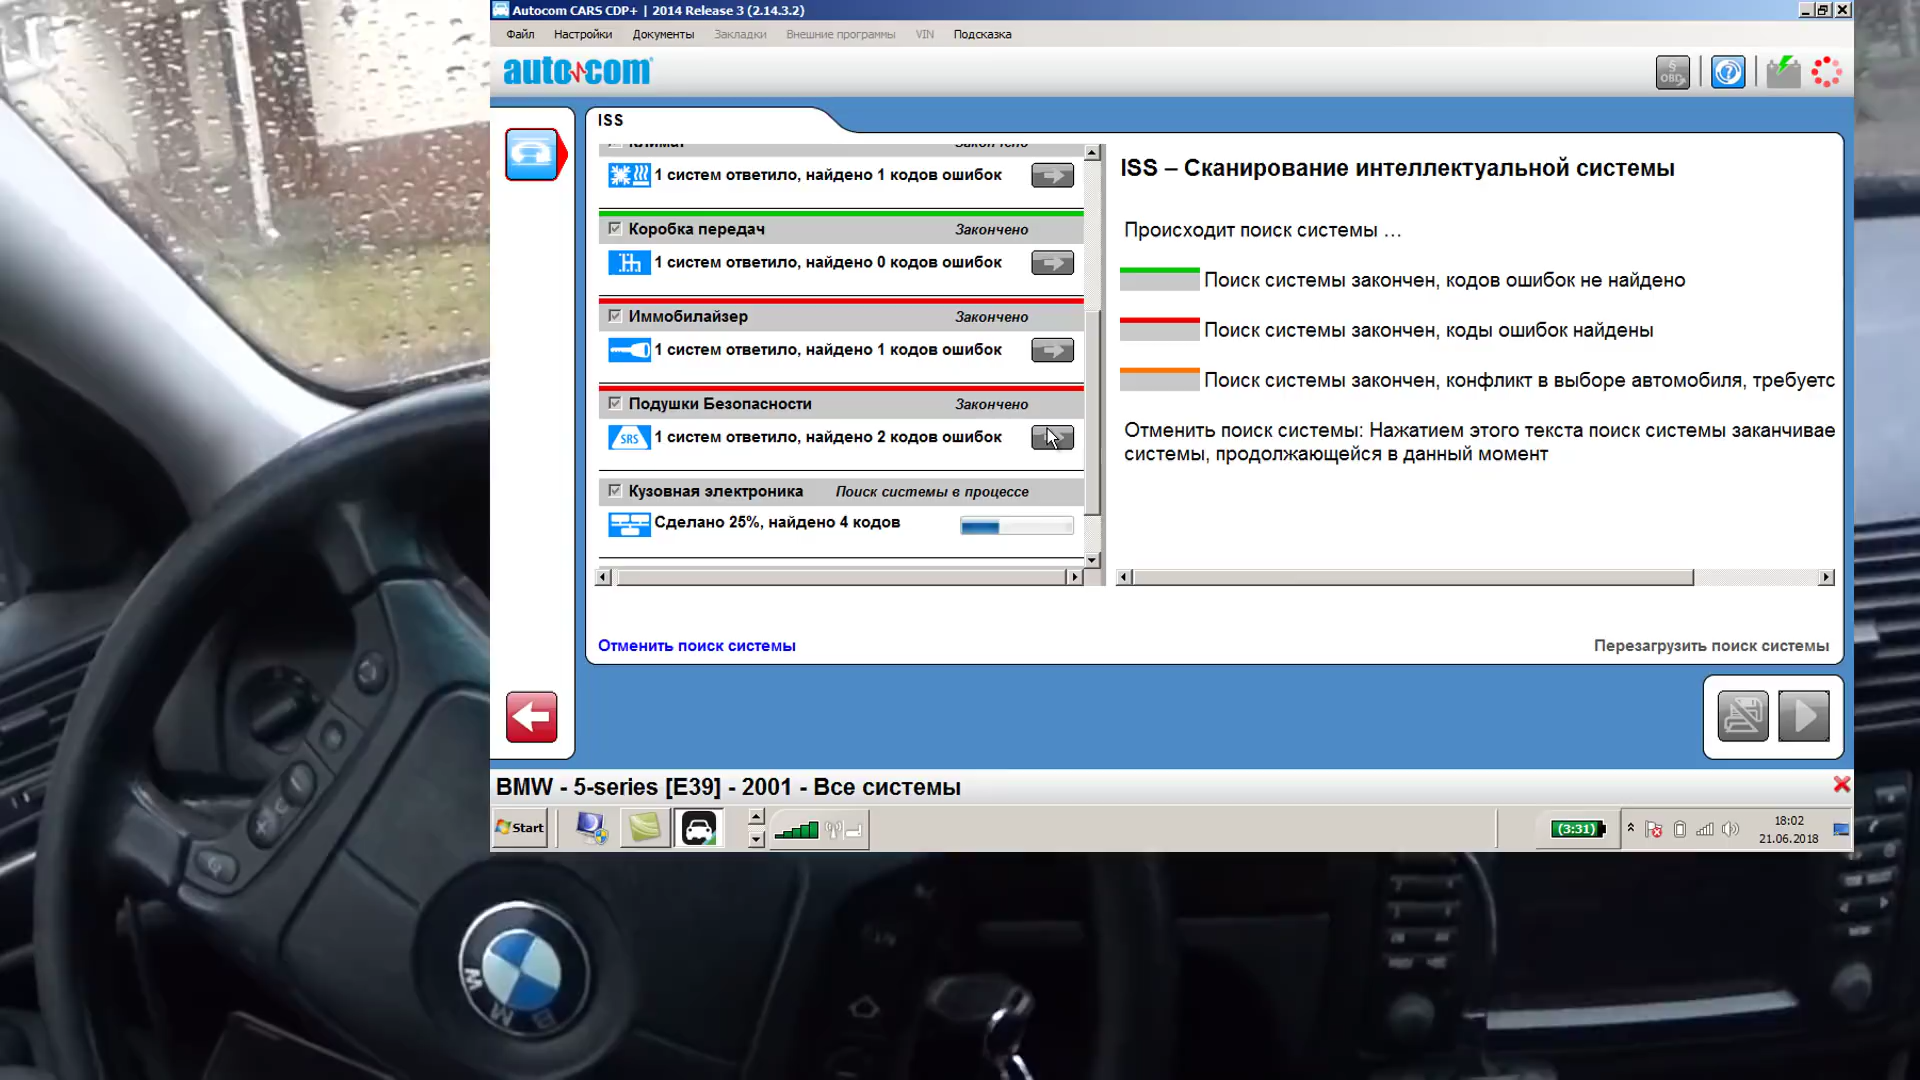 Autocom CARS CDP+ | 2014 Release 3 (2.14.3.2)
Файл Настройки Документы Закладки Внешние программы VIN Подсказка
auto com
OBD
ISS
Климат Закончено
1 систем ответило, найдено 1 кодов ошибок
Коробка передач Закончено
1 систем ответило, найдено 0 кодов ошибок
Иммобилайзер Закончено
1 систем ответило, найдено 1 кодов ошибок
Подушки Безопасности Закончено
SRS 1 систем ответило, найдено 2 кодов ошибок
Кузовная электроника Поиск системы в процессе
Сделано 25%, найдено 4 кодов
ISS – Сканирование интеллектуальной системы
Происходит поиск системы ...
Поиск системы закончен, кодов ошибок не найдено
Поиск системы закончен, коды ошибок найдены
Поиск системы закончен, конфликт в выборе автомобиля, требуетс
Отменить поиск системы: Нажатием этого текста поиск системы заканчивае
системы, продолжающейся в данный момент
Отменить поиск системы Перезагрузить поиск системы
BMW - 5-series [E39] - 2001 - Все системы
Start (3:31) 18:02
21.06.2018
BMW